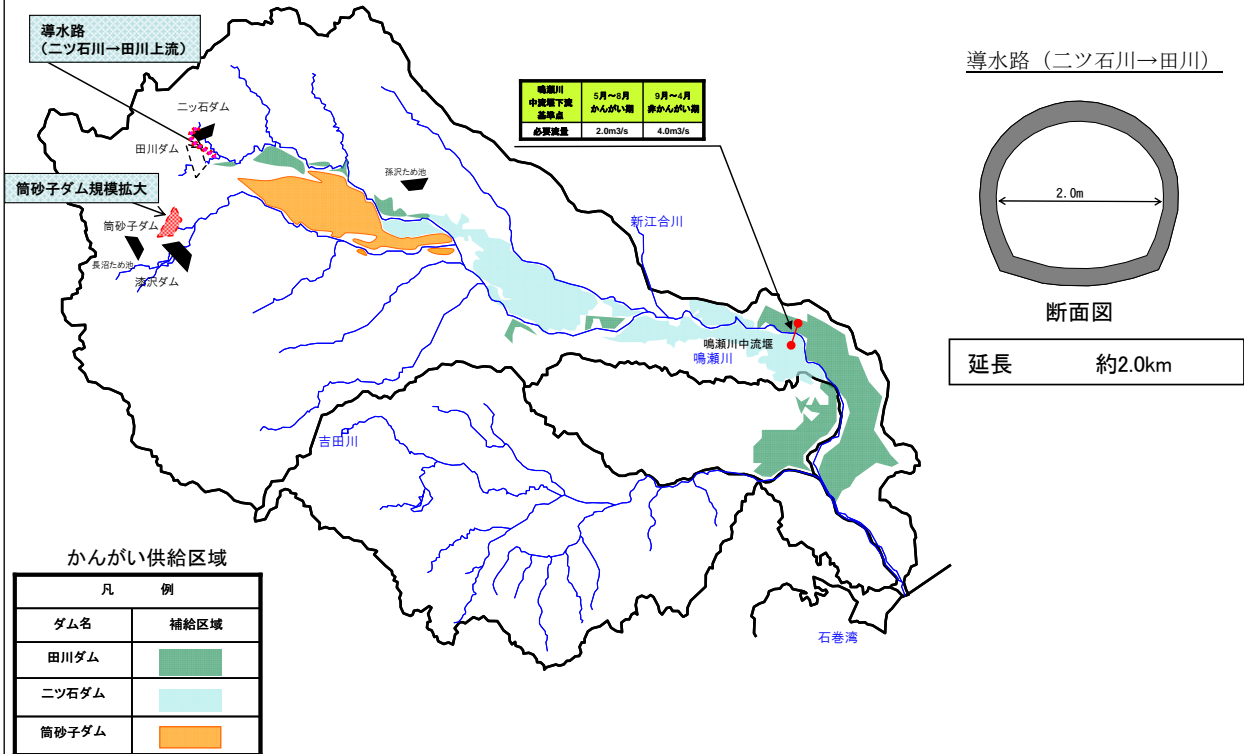 導水路
（二ツ石川→田川上流）
二ッ石ダム
田川ダム
筒砂子ダム規模拡大
筒砂子ダム
長沼ため池
漆沢ダム
孫沢ため池
鳴瀬川
中流堰下流
基準点
5月～8月
かんがい期
9月～4月
非かんがい期
必要流量
2.0m3/s
4.0m3/s
新江合川
鳴瀬川中流堰
鳴瀬川
吉田川
石巻湾
導水路（二ツ石川→田川）
2.0m
断面図
延長 約2.0km
かんがい供給区域
凡 例
ダム名 補給区域
田川ダム
二ツ石ダム
筒砂子ダム